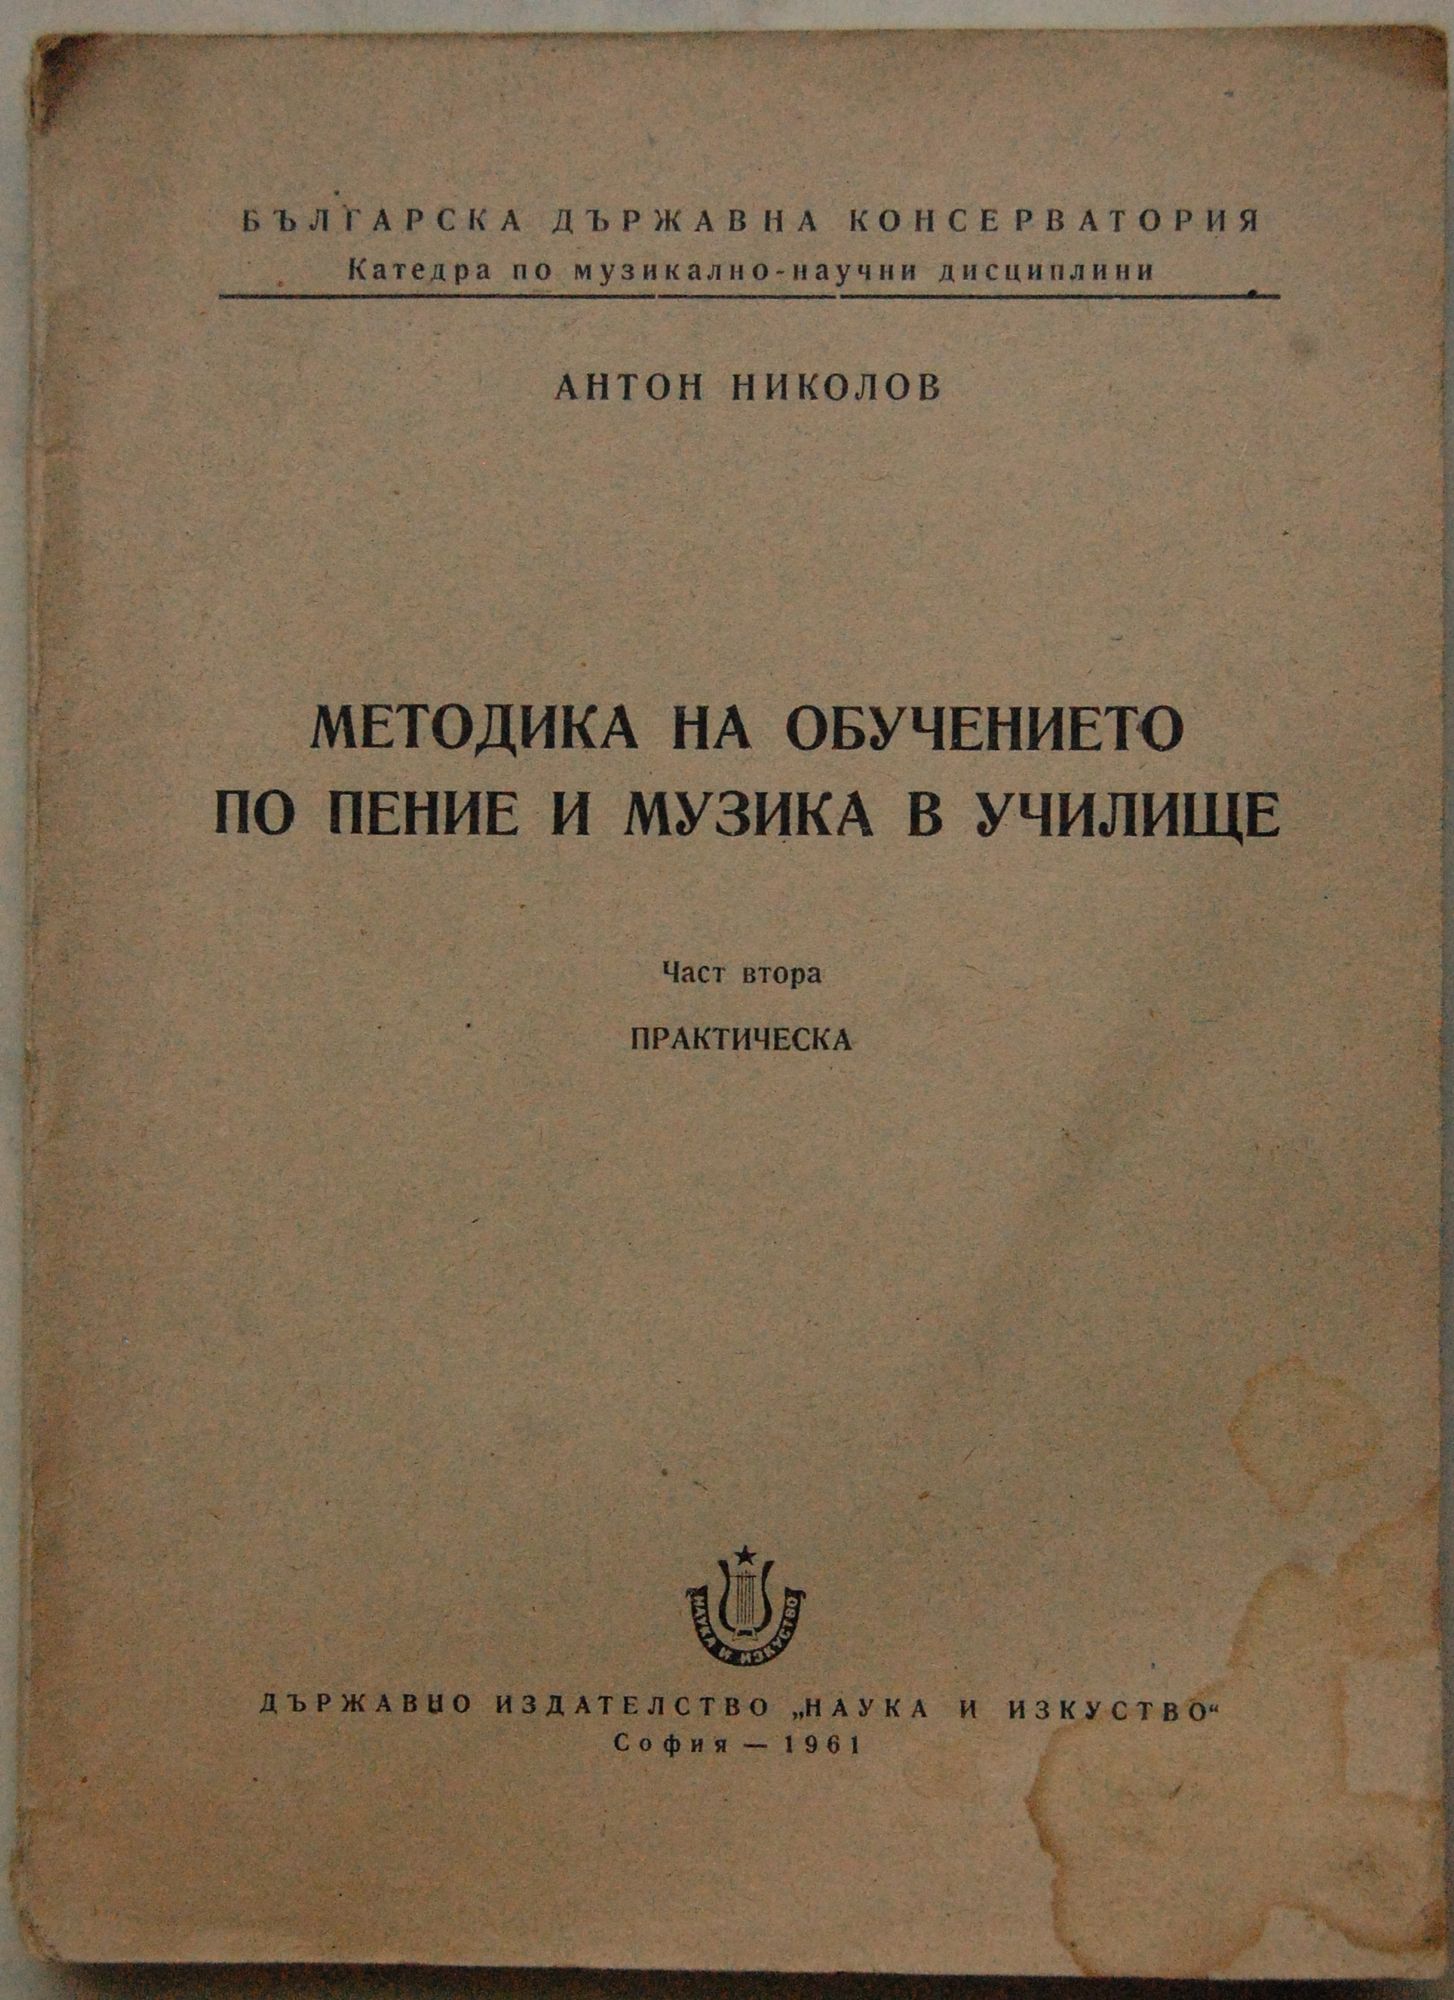 БЪЛГАРСКА ДЪРЖАВНА КОНСЕРВАТОРИЯ
Катедра по музикално-научни дисциплини
АНТОН НИКОЛОВ
МЕТОДИКА НА ОБУЧЕНИЕТО
ПО ПЕНИЕ И МУЗИКА В УЧИЛИЩЕ
Част втора
ПРАКТИЧЕСКА
НАУКА И ИЗКУСТВО
ДЪРЖАВНО ИЗДАТЕЛСТВО „НАУКА И ИЗКУСТВО“
София — 1961